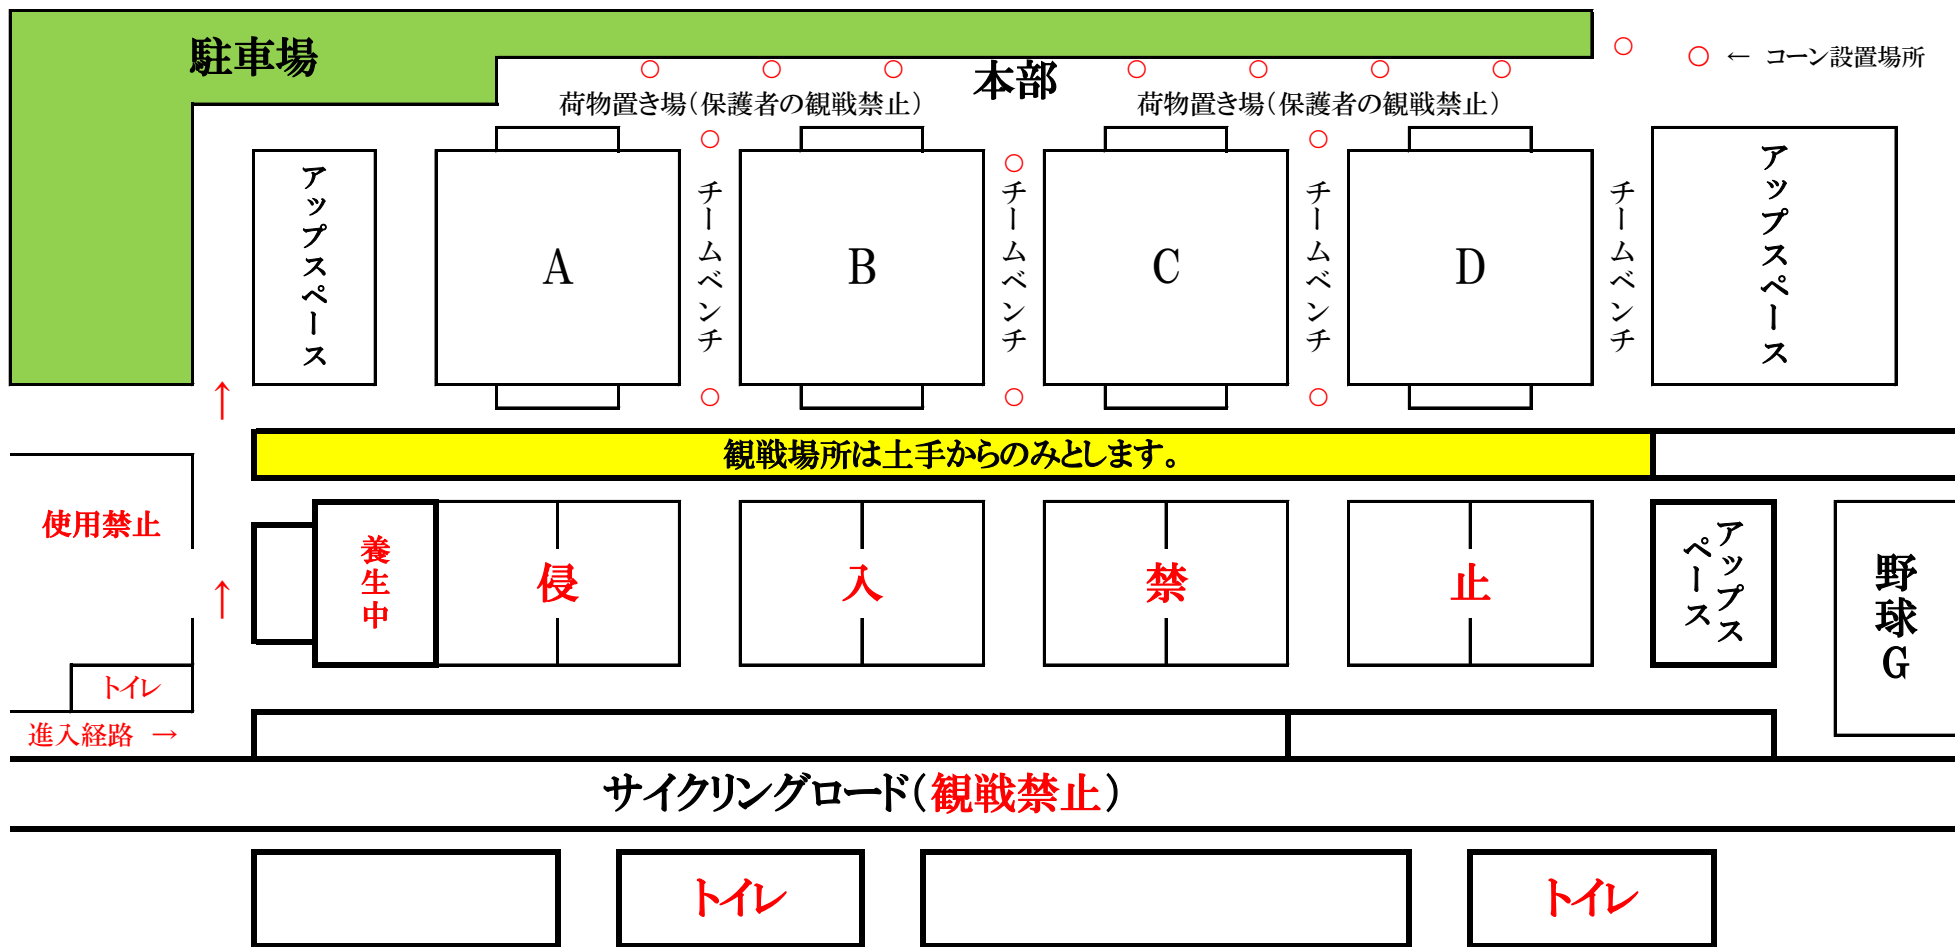 駐車場
○ ← コーン設置場所
本部
荷物置き場（保護者の観戦禁止）
荷物置き場（保護者の観戦禁止）
アップスペース
A
チームベンチ
B
チームベンチ
C
チームベンチ
D
チームベンチ
アップスペース
↑
観戦場所は土手からのみとします。
使用禁止
↑
養生中
侵
入
禁
止
アップス
ペース
野球G
トイレ
進入経路 →
サイクリングロード（観戦禁止）
トイレ
トイレ